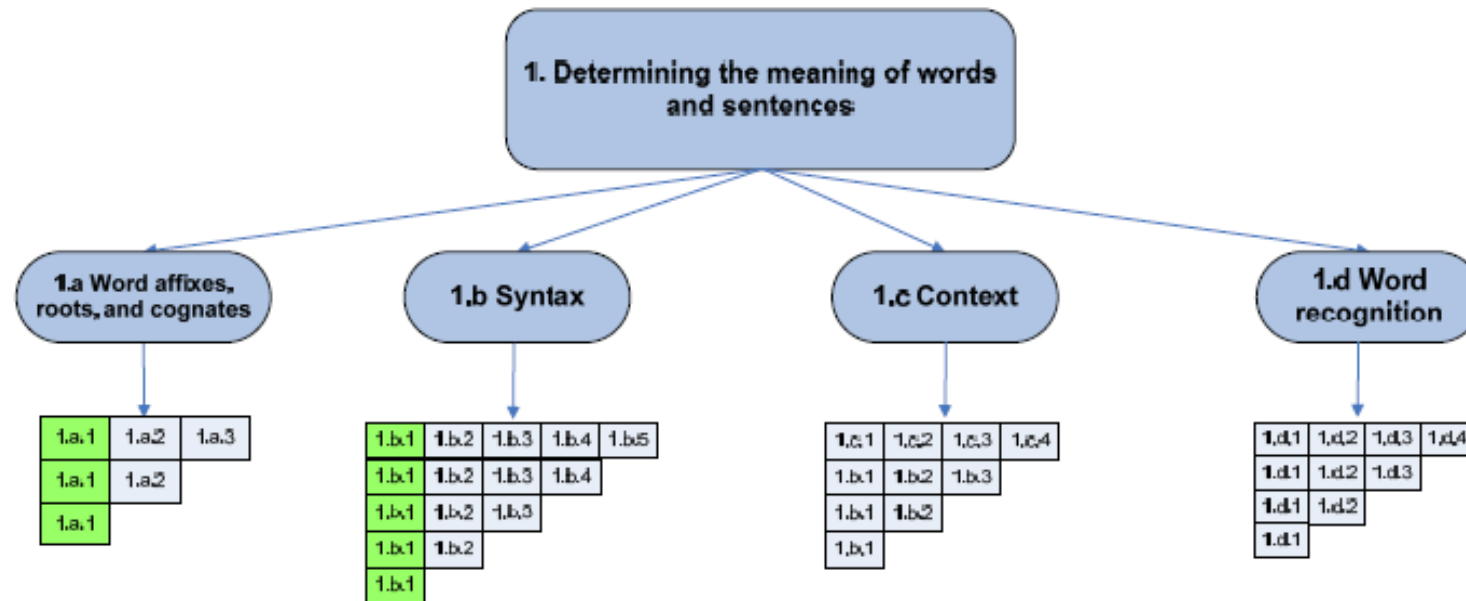 1. Determining the meaning of words
and sentences
1.a Word affixes,
roots, and cognates
1.b Syntax
1.c Context
1.d Word
recognition
1.a.1 1.a.2 1.a.3
1.a.1 1.a.2
1.a.1
1.b.1 1.b.2 1.b.3 1.b.4 1.b.5
1.b.1 1.b.2 1.b.3 1.b.4
1.b.1 1.b.2 1.b.3
1.b.1 1.b.2
1.b.1
1.c.1 1.c.2 1.c.3 1.c.4
1.b.1 1.b.2 1.b.3
1.b.1 1.b.2
1.b.1
1.d.1 1.d.2 1.d.3 1.d.4
1.d.1 1.d.2 1.d.3
1.d.1 1.d.2
1.d.1